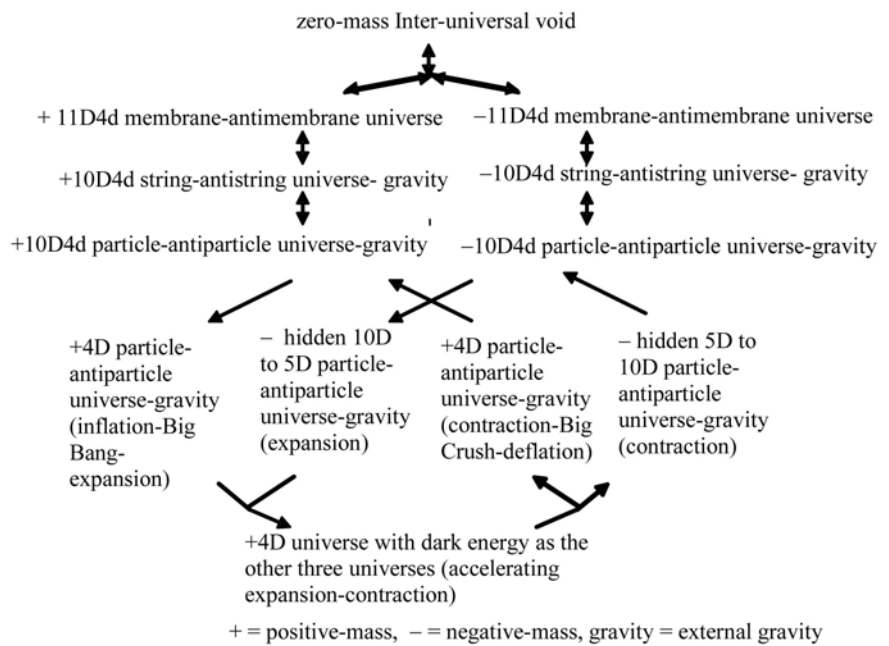 zero-mass Inter-universal void
+ 11D4d membrane-antimembrane universe
−11D4d membrane-antimembrane universe
+10D4d string-antistring universe- gravity
−10D4d string-antistring universe- gravity
+10D4d particle-antiparticle universe-gravity
−10D4d particle-antiparticle universe-gravity
+4D particle-
antiparticle
universe-gravity
(inflation-Big
Bang-
expansion)
− hidden 10D
to 5D particle-
antiparticle
universe-gravity
(expansion)
+4D particle-
antiparticle
universe-gravity
(contraction-Big
Crush-deflation)
− hidden 5D to
10D particle-
antiparticle
universe-gravity
(contraction)
+4D universe with dark energy as the
other three universes (accelerating
expansion-contraction)
+ = positive-mass, − = negative-mass, gravity = external gravity